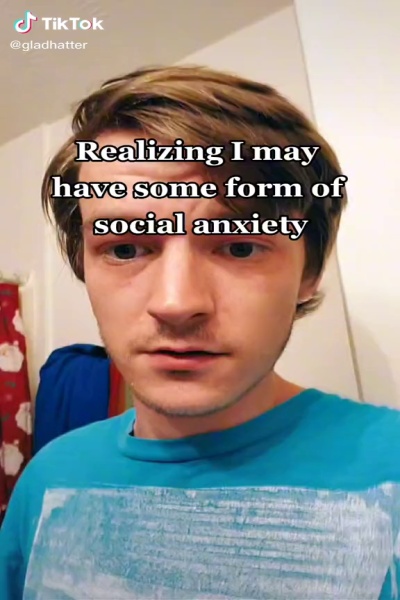 TikTok
@gladhatter
Realizing I may
have some form of
social anxiety